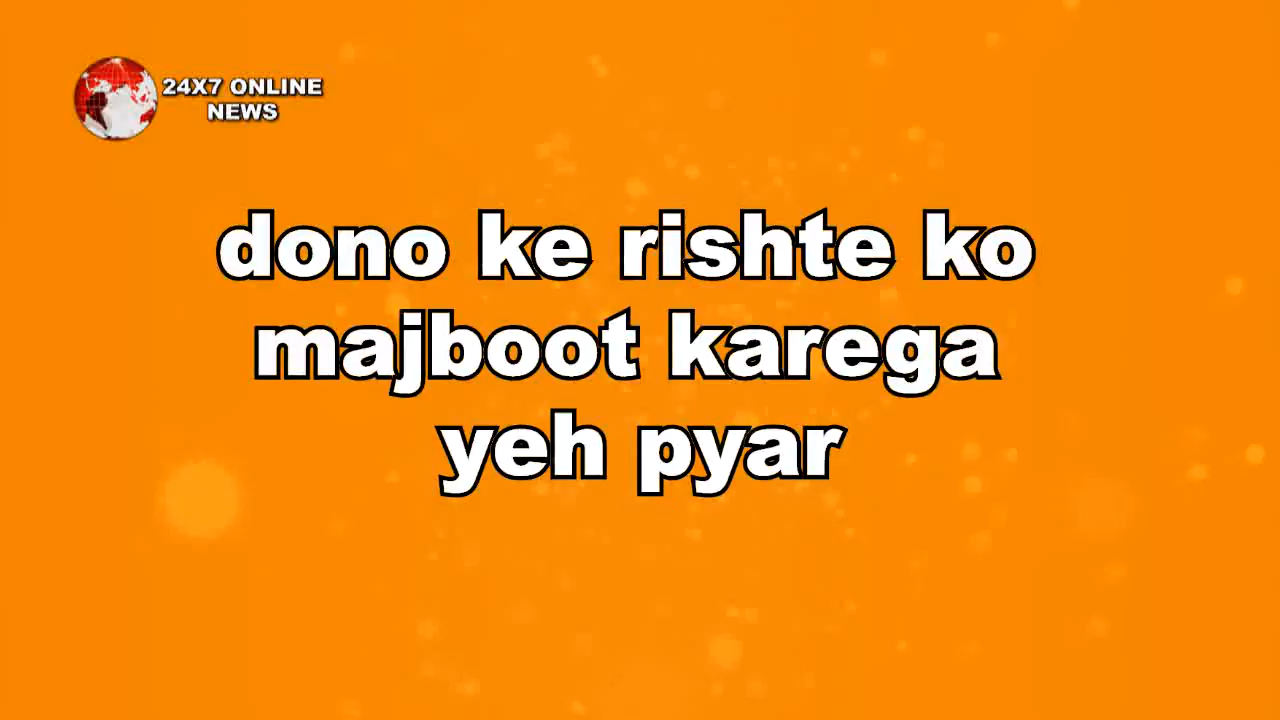 24X7 ONLINE
NEWS
dono ke rishte ko
majboot karega
yeh pyar